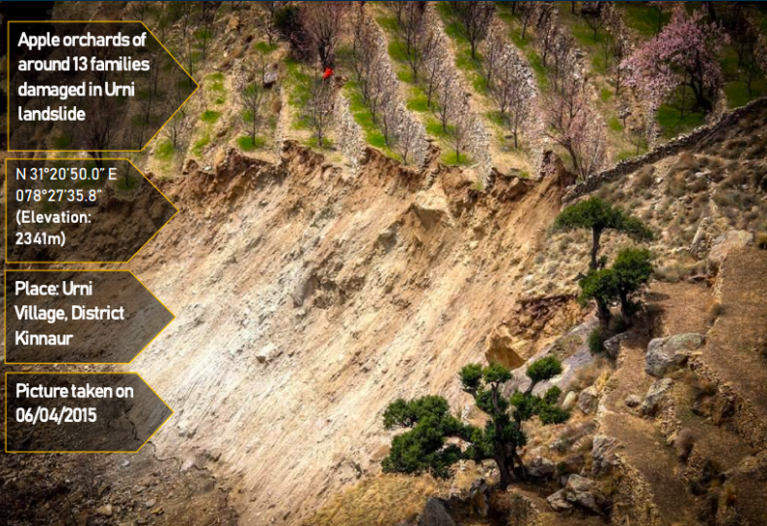 Apple orchards of
around 13 families
damaged in Urni
landslide
N 31°20'50.0" E
078°27'35.8"
(Elevation:
2341m)
Place: Urni
Village, District
Kinnaur
Picture taken on
06/04/2015